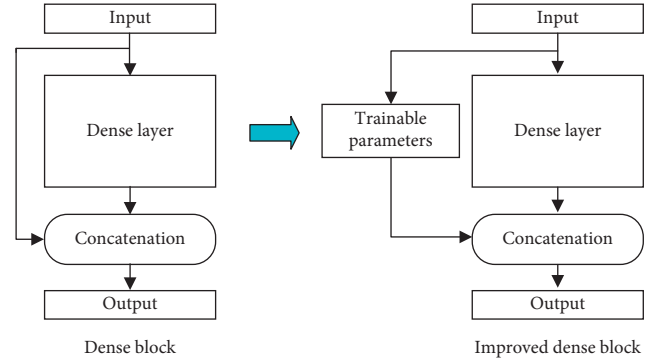 Input
Dense layer
Concatenation
Output
Dense block
Input
Trainable
parameters
Dense layer
Concatenation
Output
Improved dense block